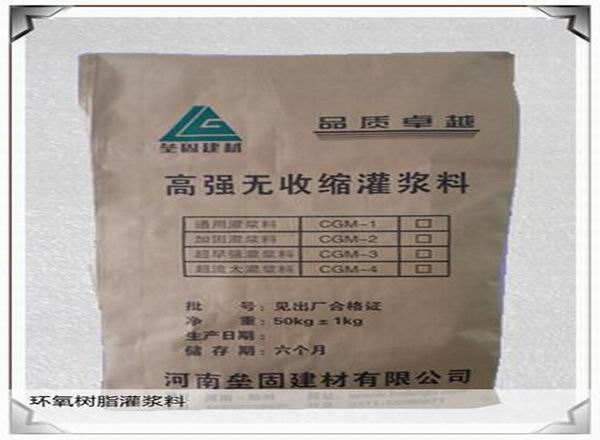 品质卓越
垒固建材
高强无收缩灌浆料
通用灌浆料 CGM-1 □
加固灌浆料 CGM-2 □
超早强灌浆料 CGM-3 □
超流态灌浆料 CGM-4 □
批 号：见出厂合格证
净 重：50kg±1kg
生产日期：
储存期：六个月
河南垒固建材有限公司
环氧树脂灌浆料